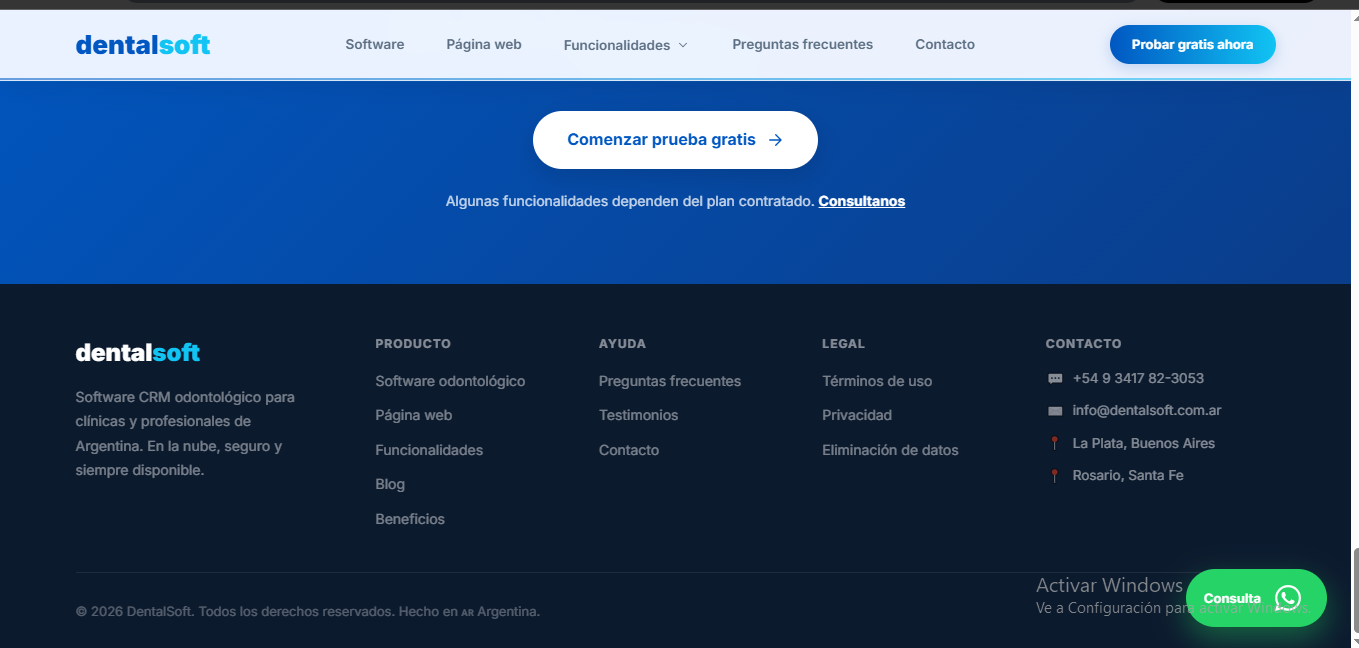 dentalsoft
Software
Página web
Funcionalidades
Preguntas frecuentes
Contacto
Probar gratis ahora
Comenzar prueba gratis →
Algunas funcionalidades dependen del plan contratado. Consultanos
dentalsoft
Software CRM odontológico para
clínicas y profesionales de
Argentina. En la nube, seguro y
siempre disponible.
PRODUCTO
Software odontológico
Página web
Funcionalidades
Blog
Beneficios
AYUDA
Preguntas frecuentes
Testimonios
Contacto
LEGAL
Términos de uso
Privacidad
Eliminación de datos
CONTACTO
+54 9 3417 82-3053
info@dentalsoft.com.ar
La Plata, Buenos Aires
Rosario, Santa Fe
© 2026 DentalSoft. Todos los derechos reservados. Hecho en AR Argentina.
Activar Windows
Ve a Configuración para activar Windows.
Consulta